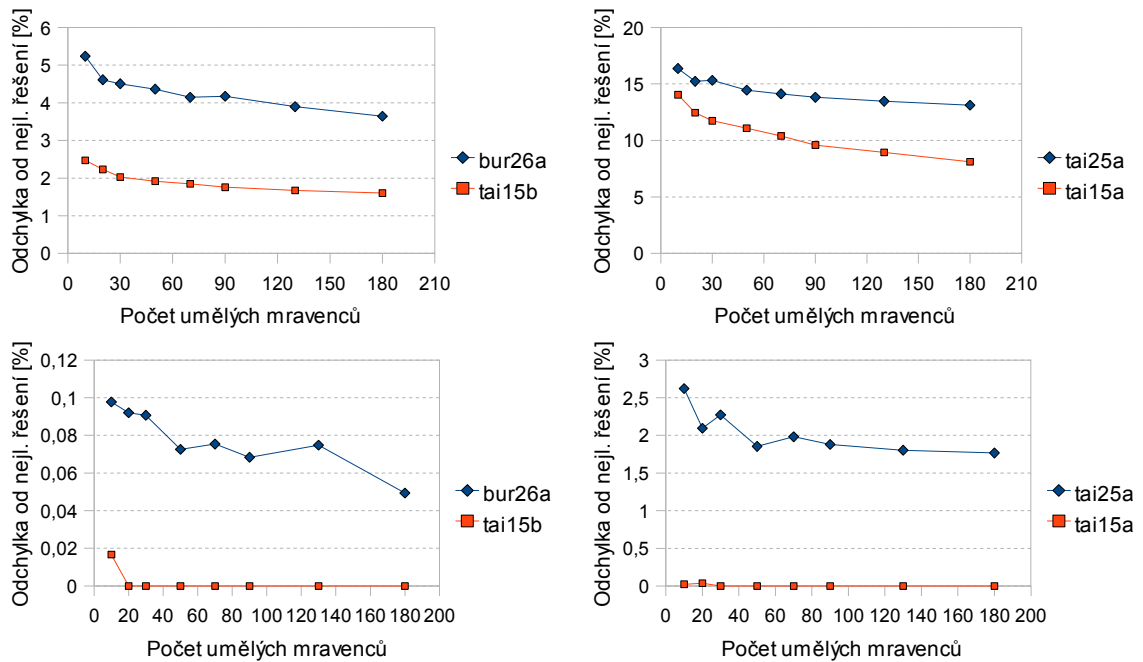 Odchylka od nejl. řešení [%]
6
5
4
3
2
1
0
0 30 60 90 120 150 180 210
Počet umělých mravenců
bur26a
tai15b
Odchylka od nejl. řešení [%]
20
15
10
5
0
0 30 60 90 120 150 180 210
Počet umělých mravenců
tai25a
tai15a
Odchylka od nejl. řešení [%]
0,12
0,1
0,08
0,06
0,04
0,02
0
0 20 40 60 80 100 120 140 160 180 200
Počet umělých mravenců
bur26a
tai15b
Odchylka od nejl. řešení [%]
3
2,5
2
1,5
1
0,5
0
0 20 40 60 80 100 120 140 160 180 200
Počet umělých mravenců
tai25a
tai15a